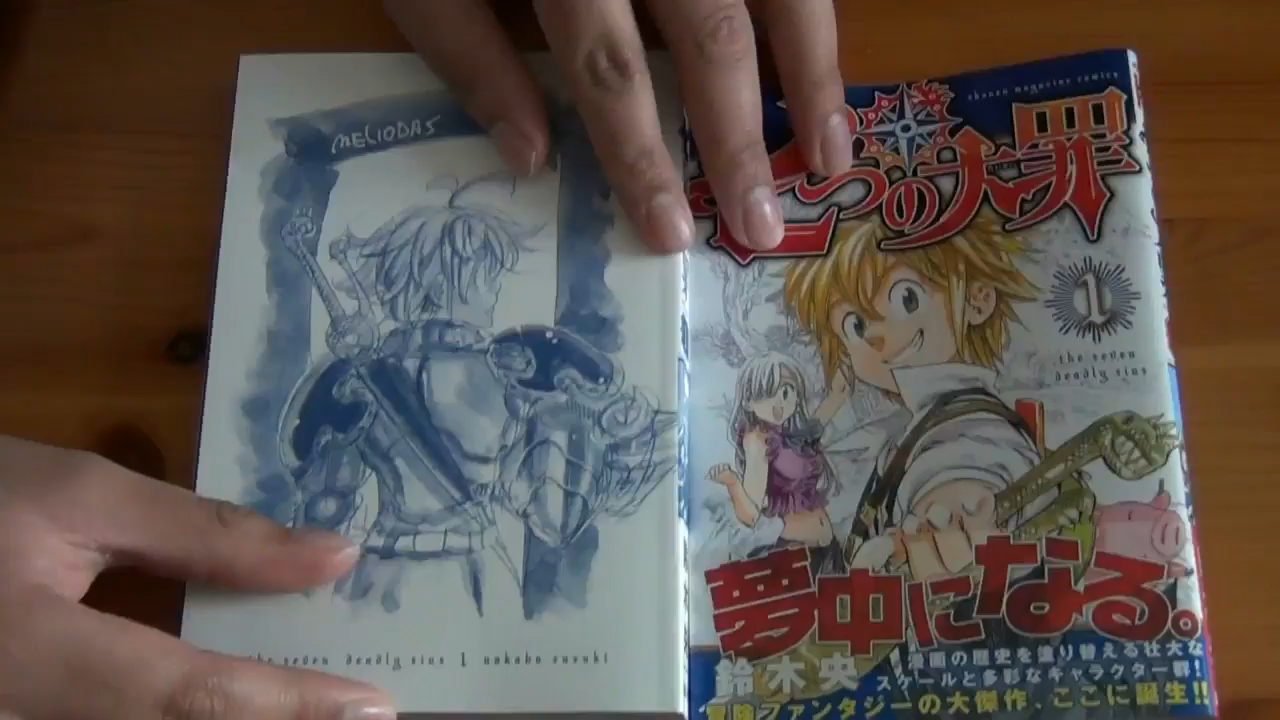 MELIODAS
the seven deadly sins 1 nakaba suzuki
shonen magazine comics
七つの大罪
1
the seven
deadly sins
夢中になる。
鈴木央
漫画の歴史を塗り替える壮大な
スケールと多彩なキャラクター群!
冒険ファンタジーの大傑作、ここに誕生!!